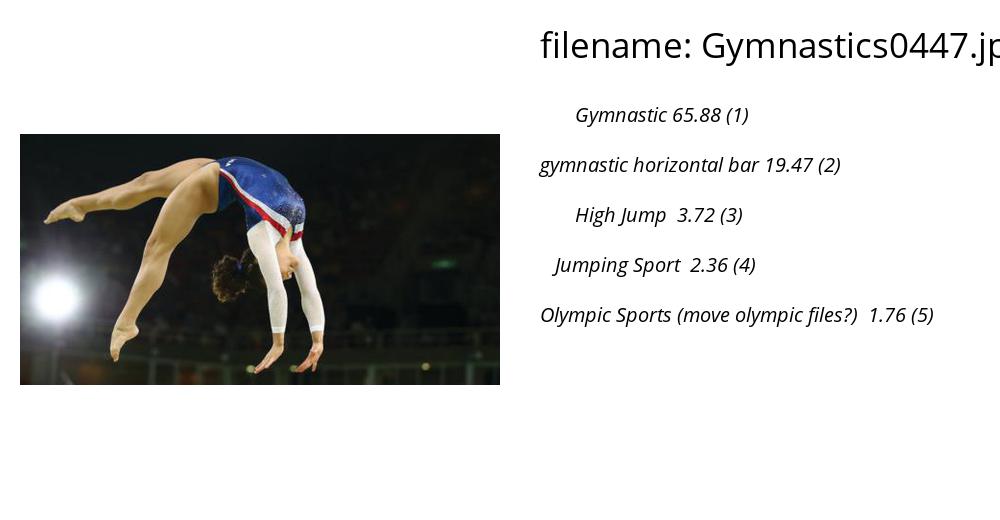 filename: Gymnastics0447.jp
Gymnastic 65.88 (1)
gymnastic horizontal bar 19.47 (2)
High Jump 3.72 (3)
Jumping Sport 2.36 (4)
Olympic Sports (move olympic files?) 1.76 (5)